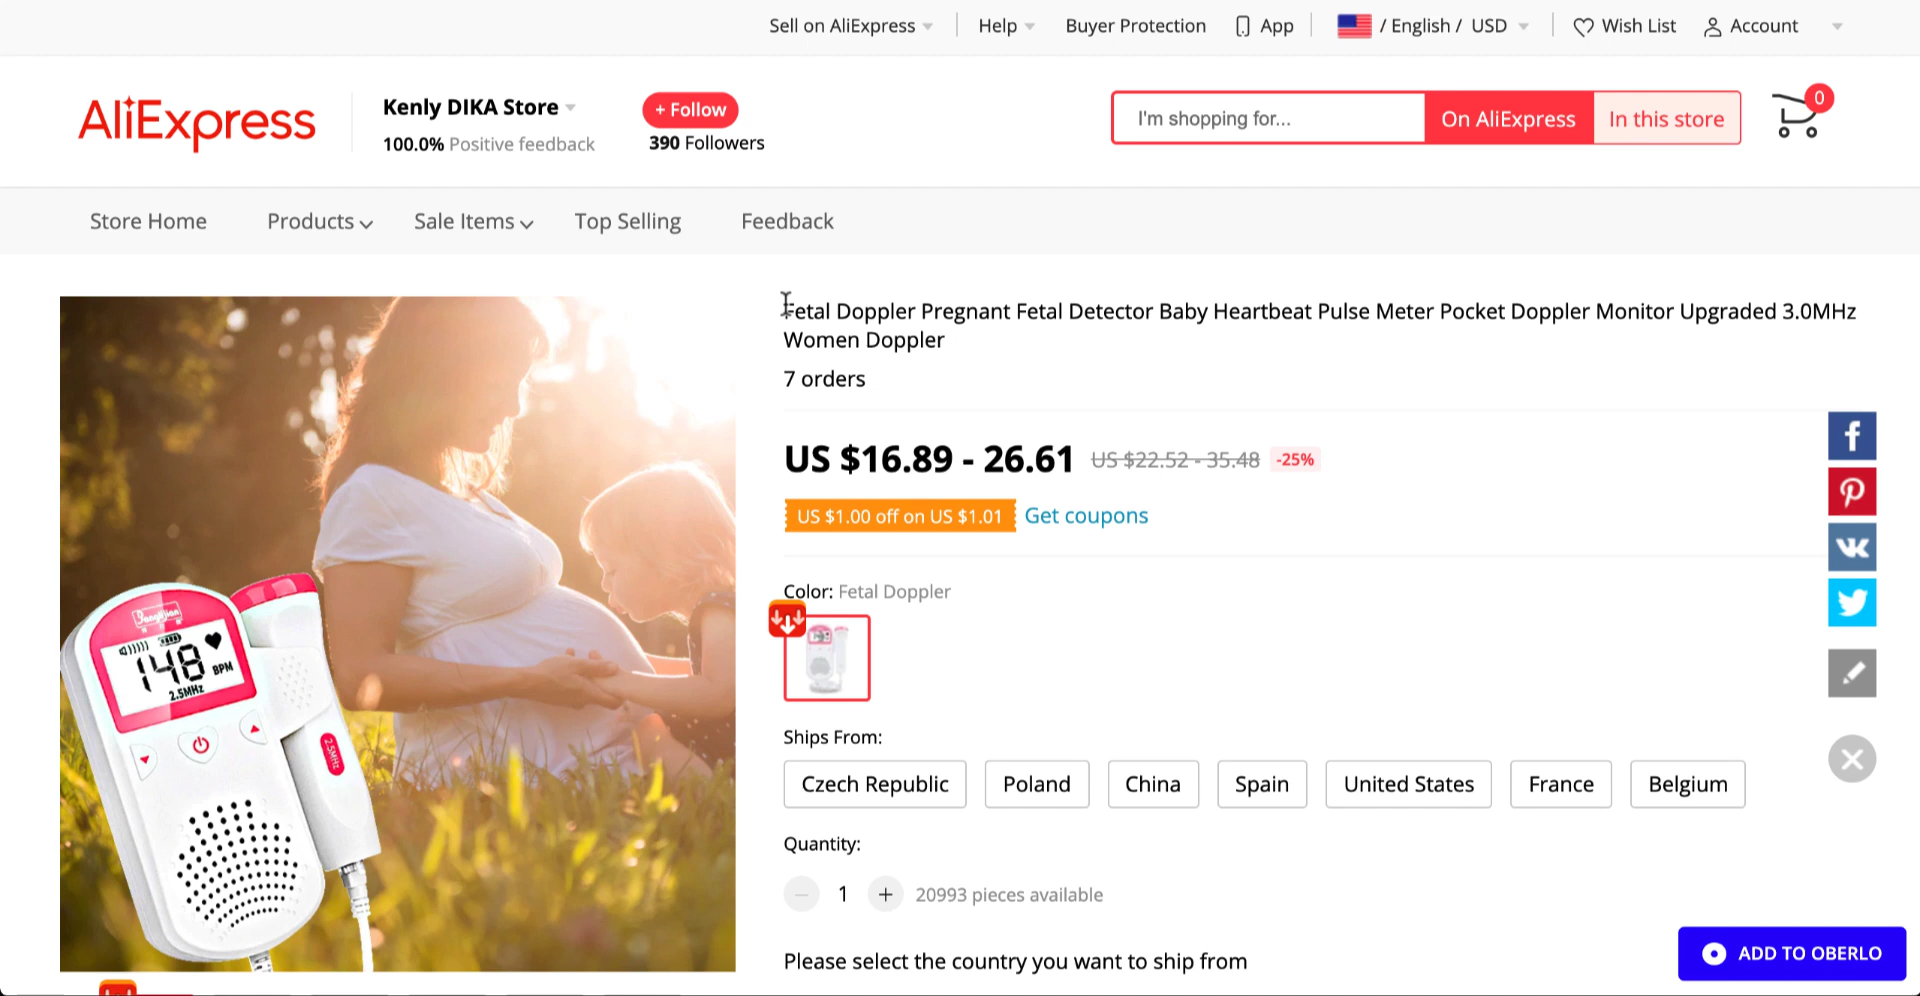 Sell on AliExpress
Help
Buyer Protection
App
/ English / USD
Wish List
Account
AliExpress
Kenly DIKA Store
100.0% Positive feedback
+ Follow
390 Followers
I'm shopping for...
On AliExpress
In this store
0
Store Home
Products
Sale Items
Top Selling
Feedback
Fetal Doppler Pregnant Fetal Detector Baby Heartbeat Pulse Meter Pocket Doppler Monitor Upgraded 3.0MHz
Women Doppler
7 orders
US $16.89 - 26.61 US $22.52 - 35.48 -25%
US $1.00 off on US $1.01 Get coupons
Color: Fetal Doppler
148 BPM
2.5MHz
2.5MHz
Ships From:
Czech Republic
Poland
China
Spain
United States
France
Belgium
Quantity:
1
+
20993 pieces available
Please select the country you want to ship from
ADD TO OBERLO